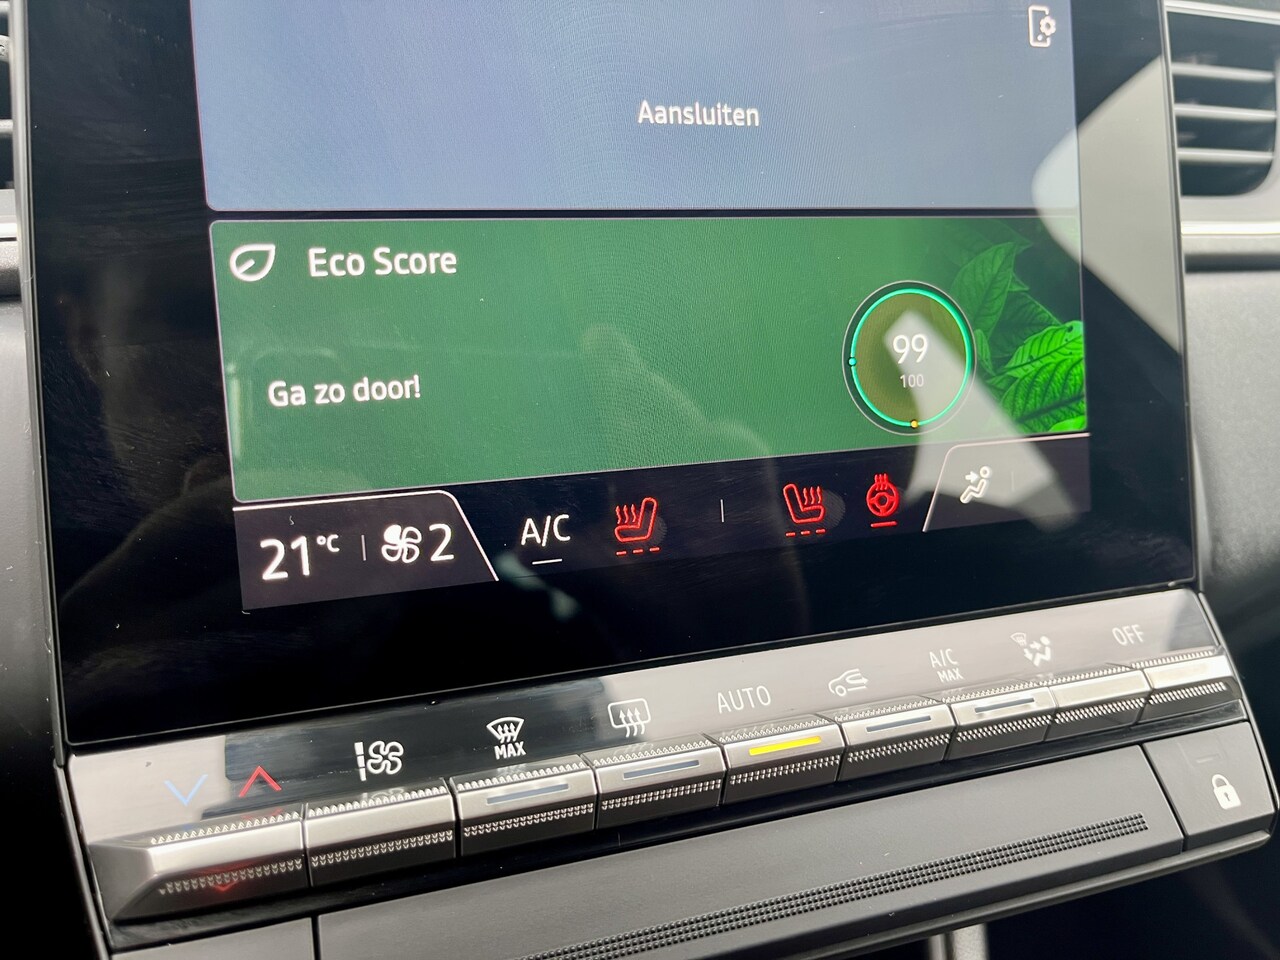 Aansluiten
Eco Score
Ga zo door!
99
100
21°C 2 A/C
MAX
AUTO
A/C
MAX
OFF